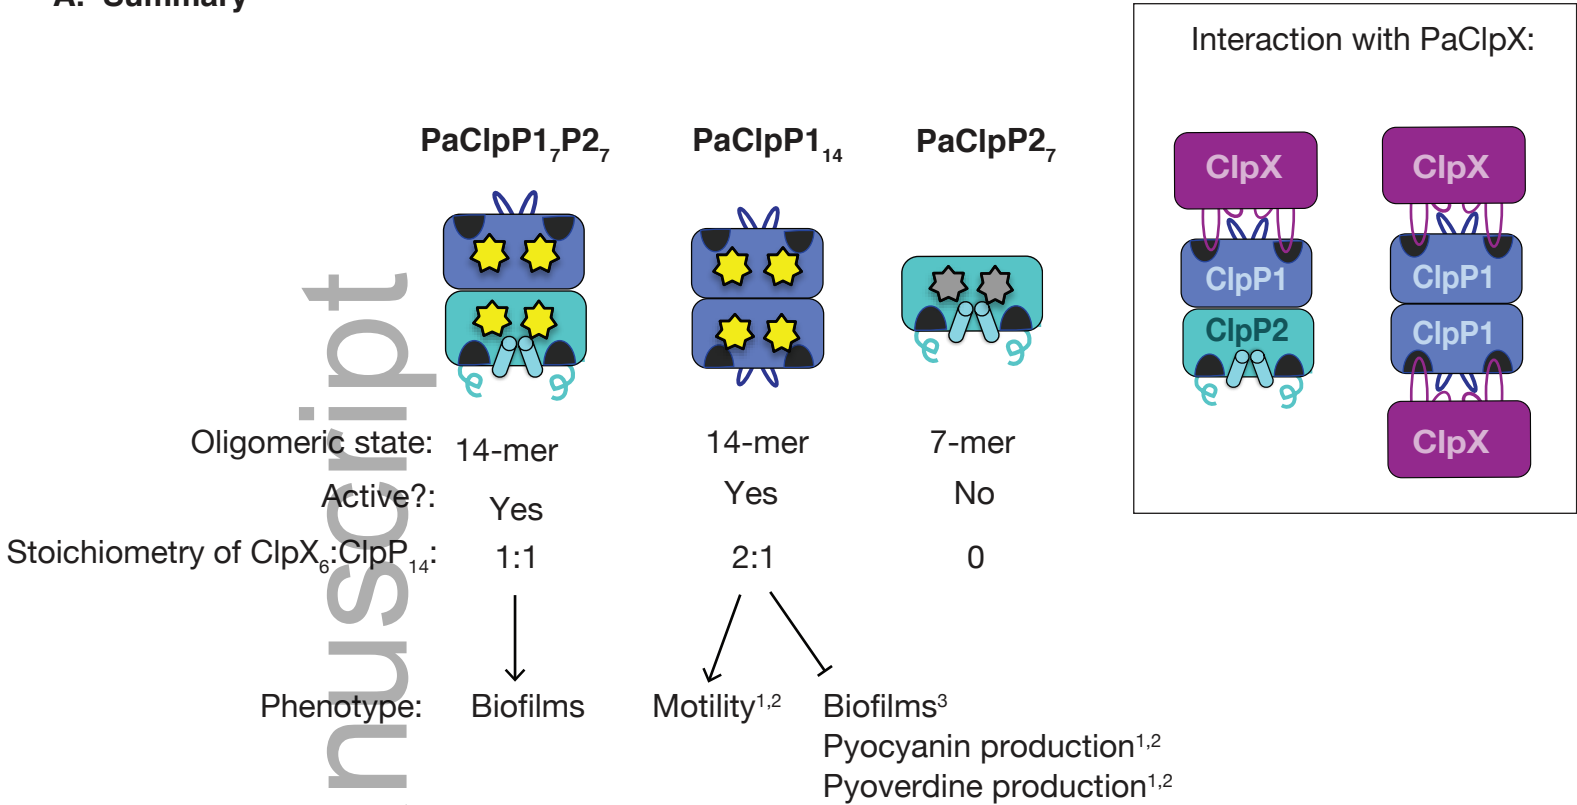 A. Summary
Interaction with PaClpX:
PaClpP1₇P2₇ PaClpP1₁₄ PaClpP2₇
ClpX ClpX
ClpP1 ClpP1
ClpP2 ClpP1
ClpX
Oligomeric state: 14-mer 14-mer 7-mer
Active?: Yes Yes No
Stoichiometry of ClpX₆:ClpP₁₄: 1:1 2:1 0
Phenotype: Biofilms Motility¹,² Biofilms³
Pyocyanin production¹,²
Pyoverdine production¹,²
nuscript